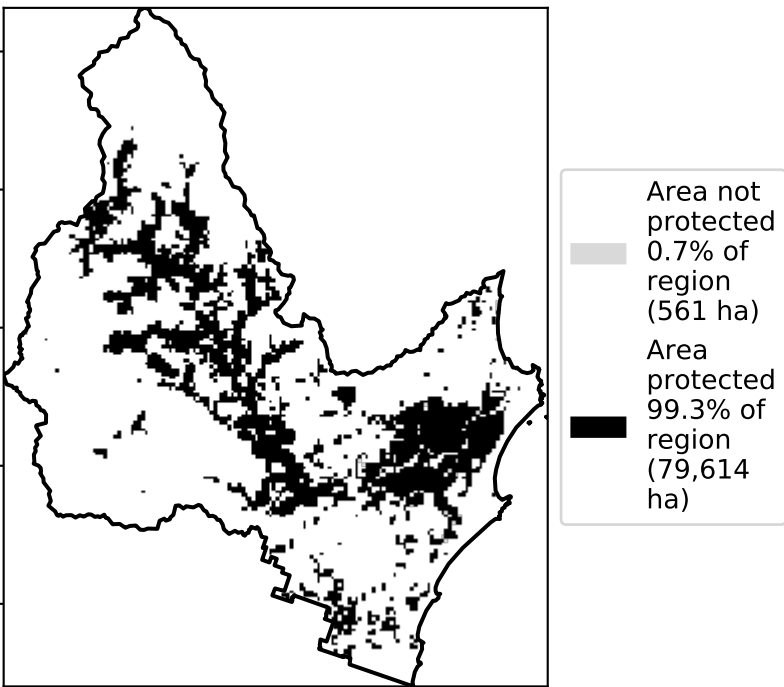 Area not
protected
0.7% of
region
(561 ha)
Area
protected
99.3% of
region
(79,614
ha)